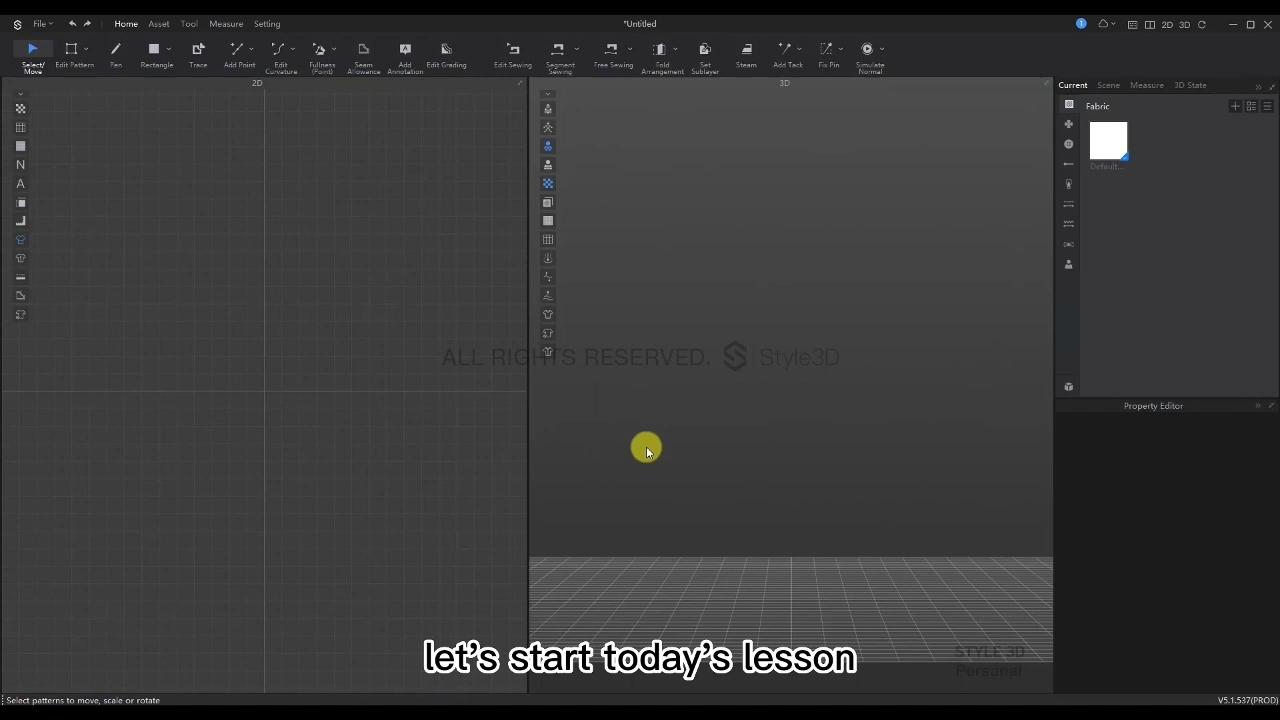 File Home Asset Tool Measure Setting
*Untitled
1 2D 3D
Select/Move Edit Pattern Pen Rectangle Trace Add Point Edit Curvature Fullness (Point) Seam Allowance Add Annotation Edit Grading Edit Sewing Segment Sewing Free Sewing Fold Arrangement Set Sublayer Steam Add Tack Fix Pin Simulate Normal
2D
3D
Current Scene Measure 3D State
Fabric
Default...
N
A
ALL RIGHTS RESERVED. Style3D
Property Editor
let's start today's lesson
STYLE 3D
Personal
Select patterns to move, scale or rotate
V5.1.537(PROD)